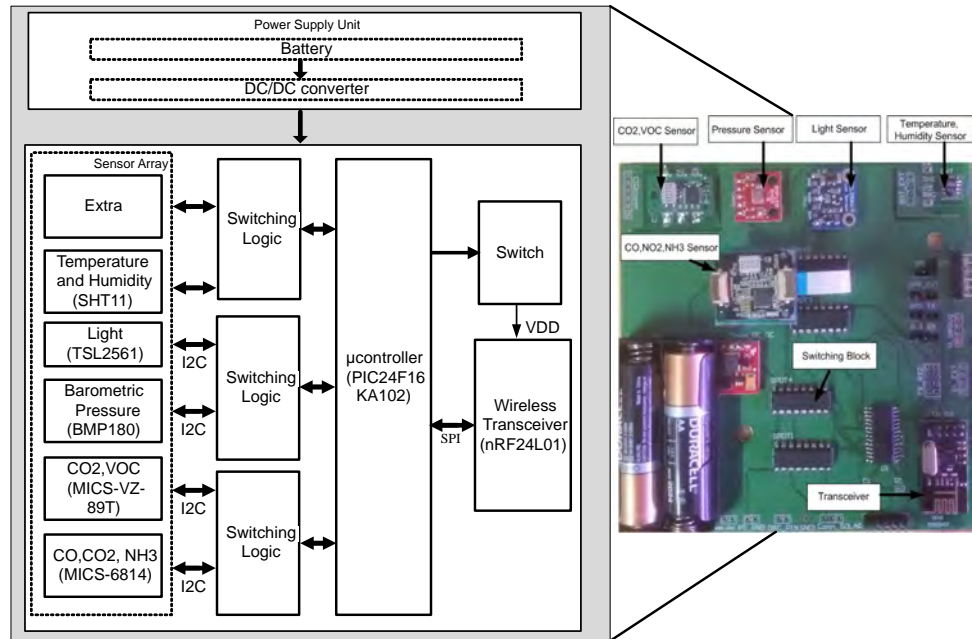 Power Supply Unit
Battery
DC/DC converter
Sensor Array
Extra
Temperature
and Humidity
(SHT11)
Light
(TSL2561)
I2C
Barometric
Pressure
(BMP180)
I2C
CO2,VOC
(MICS-VZ-
89T)
I2C
CO,CO2, NH3
(MICS-6814)
I2C
Switching
Logic
Switching
Logic
Switching
Logic
µcontroller
(PIC24F16
KA102)
Switch
VDD
SPI
Wireless
Transceiver
(nRF24L01)
CO2,VOC Sensor
Pressure Sensor
Light Sensor
Temperature,
Humidity Sensor
CO,NO2,NH3 Sensor
Switching Block
Transceiver
DURACELL
AA